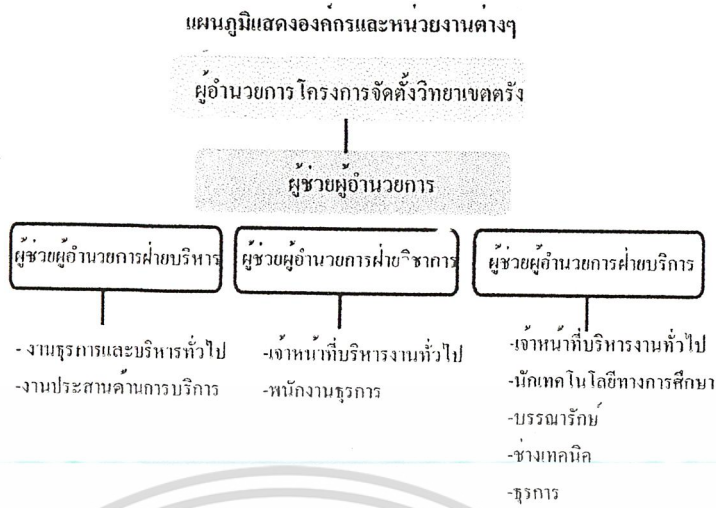 แผนภูมิแสดงองค์กรและหน่วยงานต่างๆ
ผู้อำนวยการ โครงการจัดตั้งวิทยาเขตตรัง
ผู้ช่วยผู้อำนวยการ
ผู้ช่วยผู้อำนวยการฝ่ายบริหาร
- งานธุรการและบริหารทั่วไป
-งานประสานด้านการบริการ
ผู้ช่วยผู้อำนวยการฝ่ายวิชาการ
-เจ้าหน้าที่บริหารงานทั่วไป
-พนักงานธุรการ
ผู้ช่วยผู้อำนวยการฝ่ายบริการ
-เจ้าหน้าที่บริหารงานทั่วไป
-นักเทคโนโลยีทางการศึกษา
-บรรณารักษ์
-ช่างเทคนิค
-ธุรการ